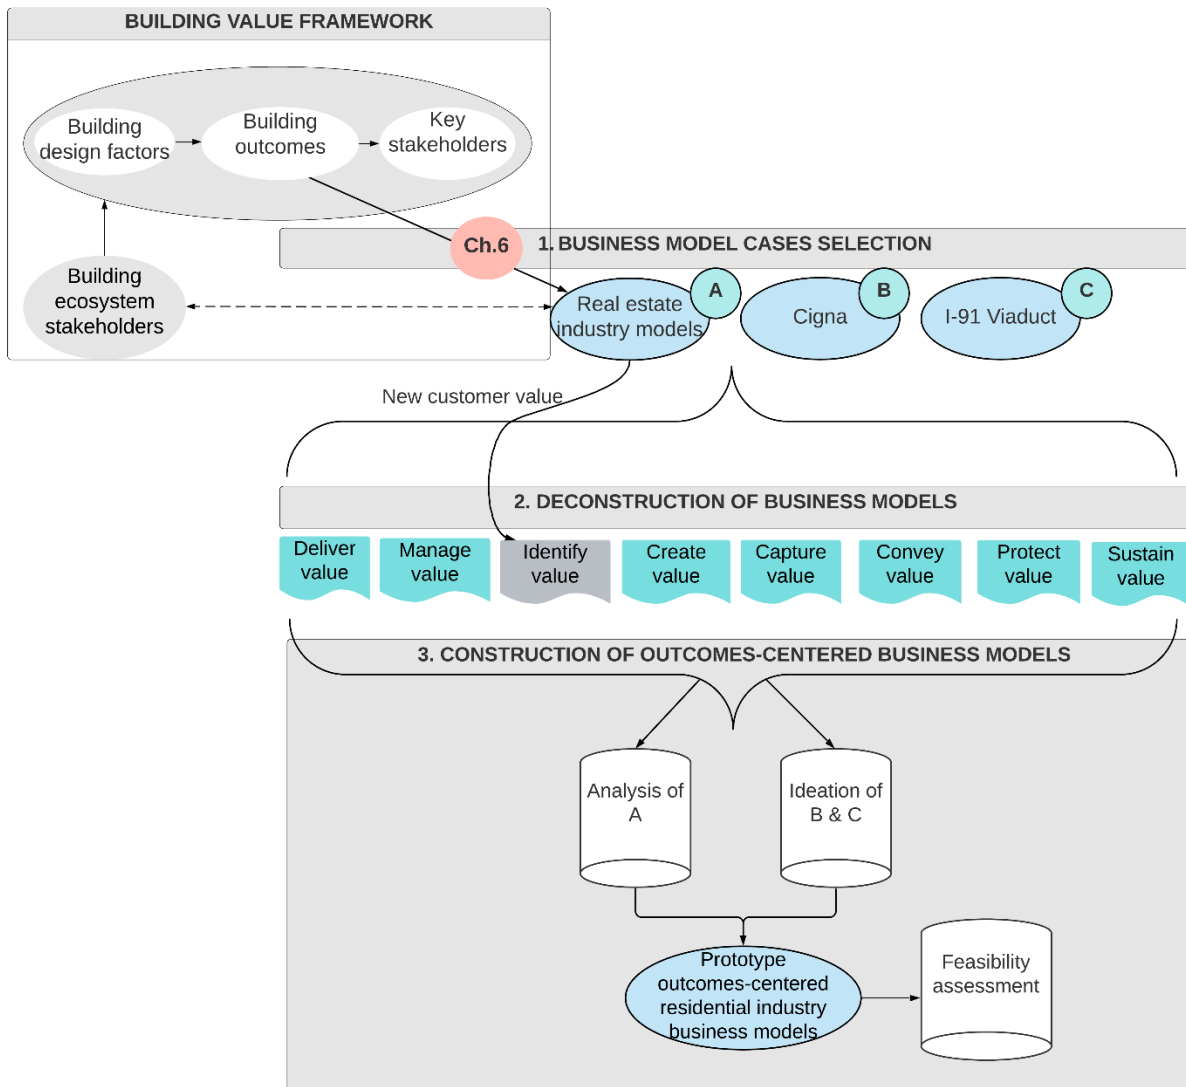 BUILDING VALUE FRAMEWORK
Building
design factors
Building
outcomes
Key
stakeholders
Ch.6
1. BUSINESS MODEL CASES SELECTION
Building
ecosystem
stakeholders
Real estate
industry models
A
Cigna
B
I-91 Viaduct
C
New customer value
2. DECONSTRUCTION OF BUSINESS MODELS
Deliver
value
Manage
value
Identify
value
Create
value
Capture
value
Convey
value
Protect
value
Sustain
value
3. CONSTRUCTION OF OUTCOMES-CENTERED BUSINESS MODELS
Analysis of
A
Ideation of
B & C
Prototype
outcomes-centered
residential industry
business models
Feasibility
assessment